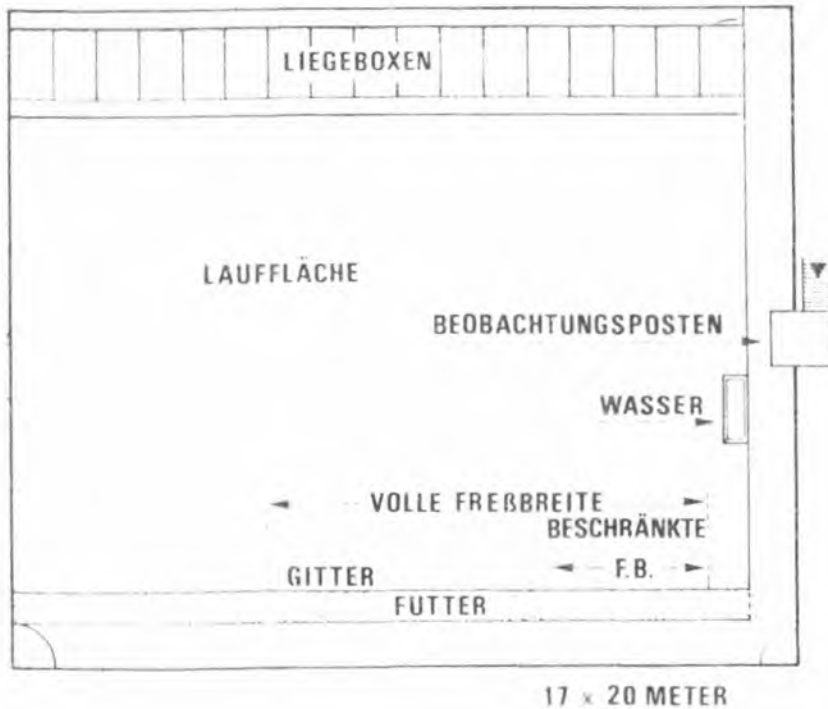 LIEGEBOXEN
LAUFFLÄCHE
BEOBACHTUNGSPOSTEN
WASSER
VOLLE FREßBREITE
BESCHRÄNKTE
F.B.
GITTER
FUTTER
17 x 20 METER